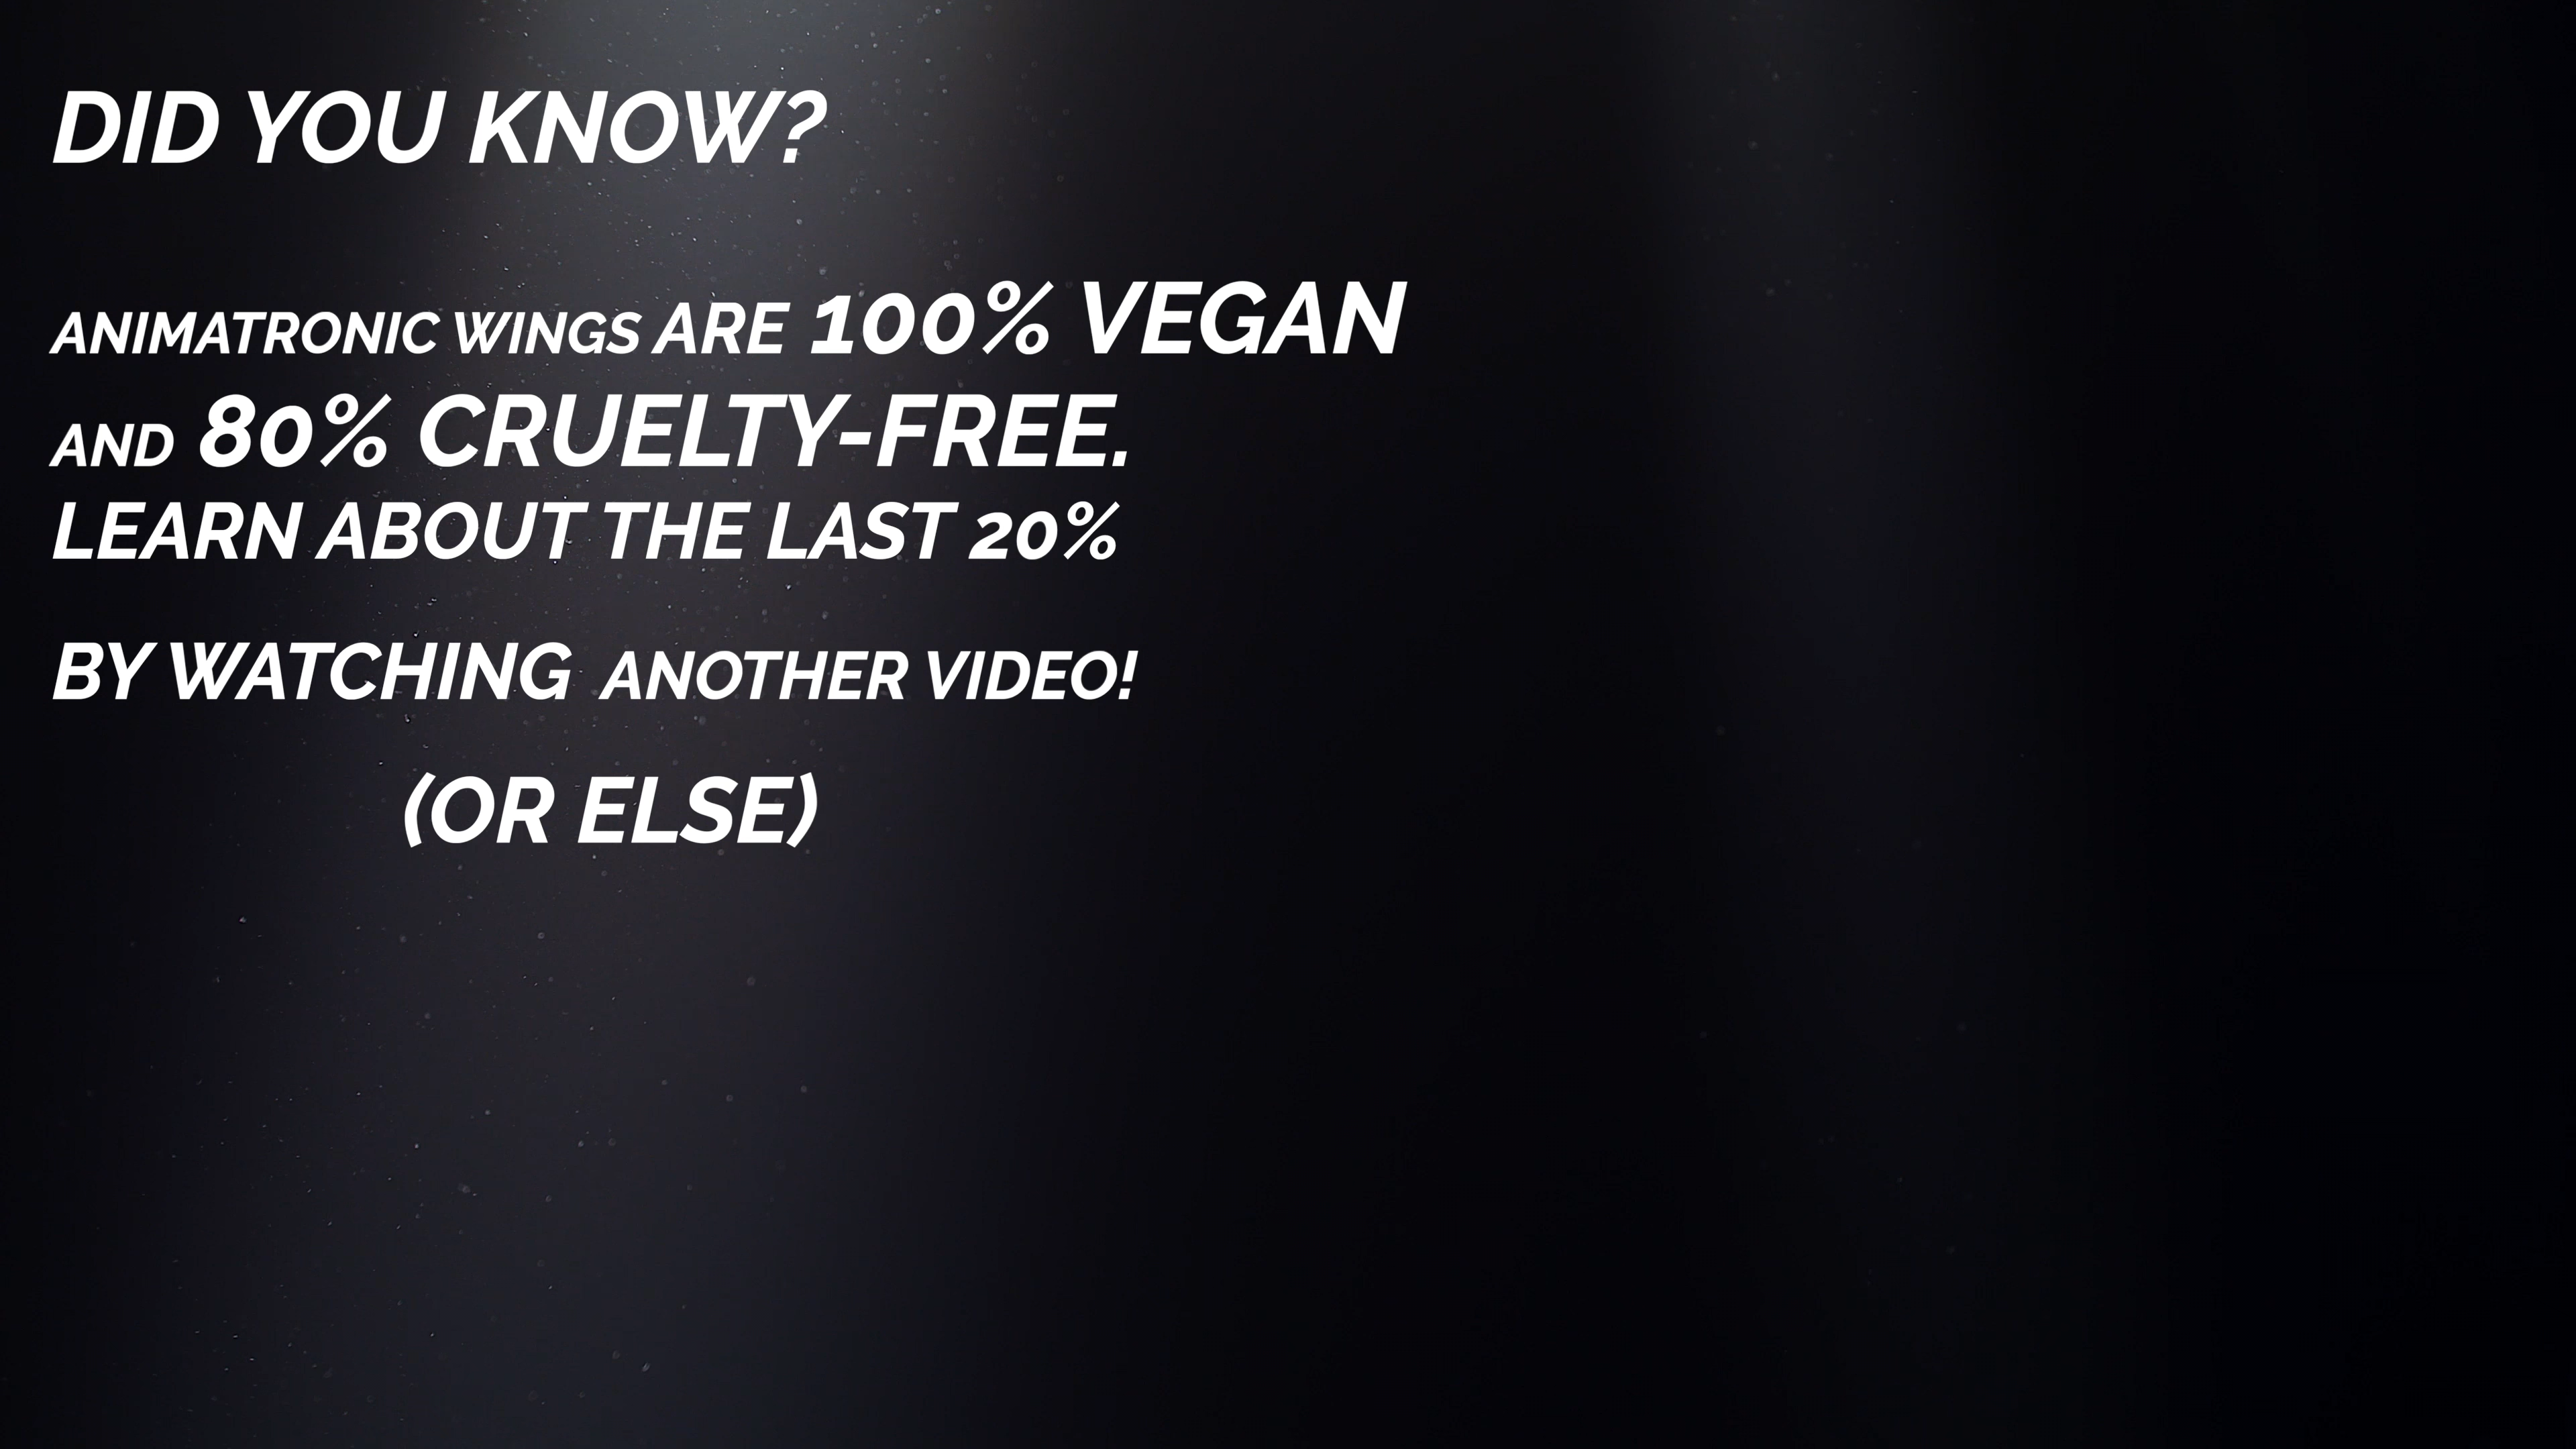 DID YOU KNOW?
ANIMATRONIC WINGS ARE 100% VEGAN
AND 80% CRUELTY-FREE.
LEARN ABOUT THE LAST 20%
BY WATCHING ANOTHER VIDEO!
(OR ELSE)